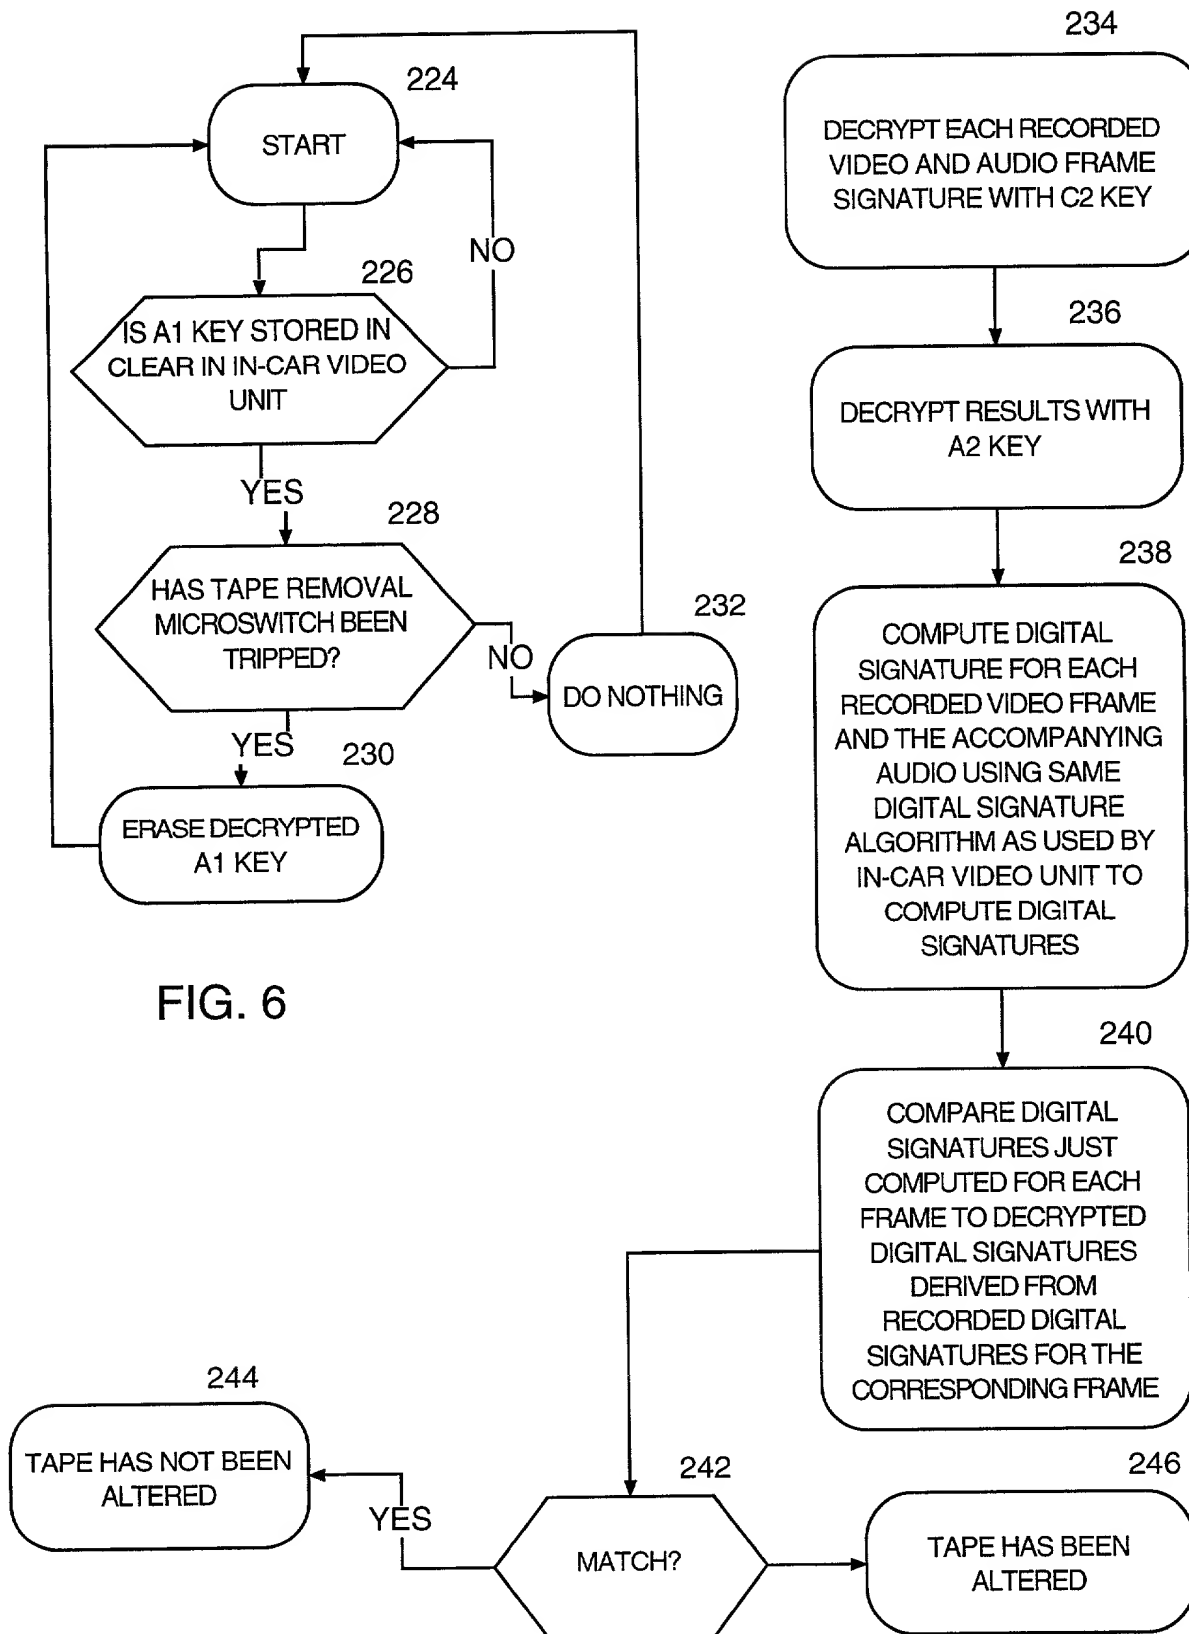 224
START
NO
226
IS A1 KEY STORED IN
CLEAR IN IN-CAR VIDEO
UNIT
YES
228
HAS TAPE REMOVAL
MICROSWITCH BEEN
TRIPPED?
NO
232
DO NOTHING
YES
230
ERASE DECRYPTED
A1 KEY
FIG. 6
234
DECRYPT EACH RECORDED
VIDEO AND AUDIO FRAME
SIGNATURE WITH C2 KEY
236
DECRYPT RESULTS WITH
A2 KEY
238
COMPUTE DIGITAL
SIGNATURE FOR EACH
RECORDED VIDEO FRAME
AND THE ACCOMPANYING
AUDIO USING SAME
DIGITAL SIGNATURE
ALGORITHM AS USED BY
IN-CAR VIDEO UNIT TO
COMPUTE DIGITAL
SIGNATURES
240
COMPARE DIGITAL
SIGNATURES JUST
COMPUTED FOR EACH
FRAME TO DECRYPTED
DIGITAL SIGNATURES
DERIVED FROM
RECORDED DIGITAL
SIGNATURES FOR THE
CORRESPONDING FRAME
242
MATCH?
YES
244
TAPE HAS NOT BEEN
ALTERED
246
TAPE HAS BEEN
ALTERED